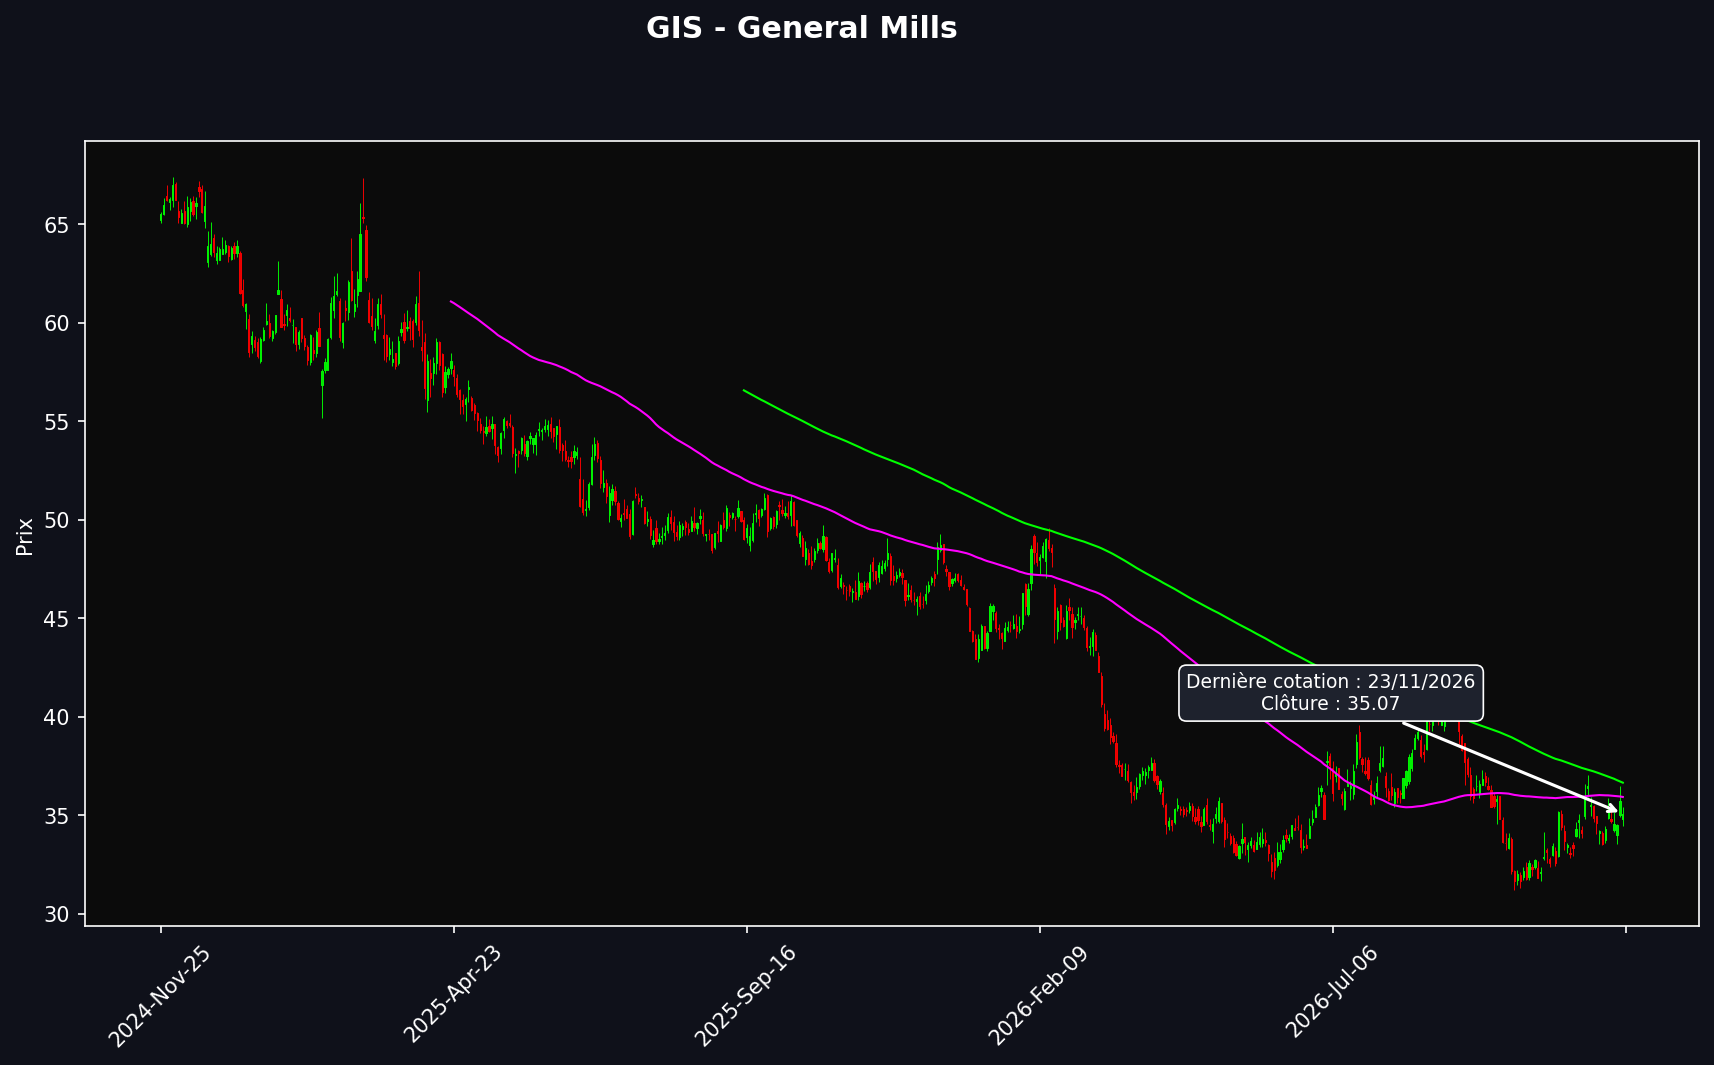 GIS - General Mills
Prix
65
60
55
50
45
40
35
30
Dernière cotation : 23/11/2026
Clôture : 35.07
2024-Nov-25
2025-Apr-23
2025-Sep-16
2026-Feb-09
2026-Jul-06